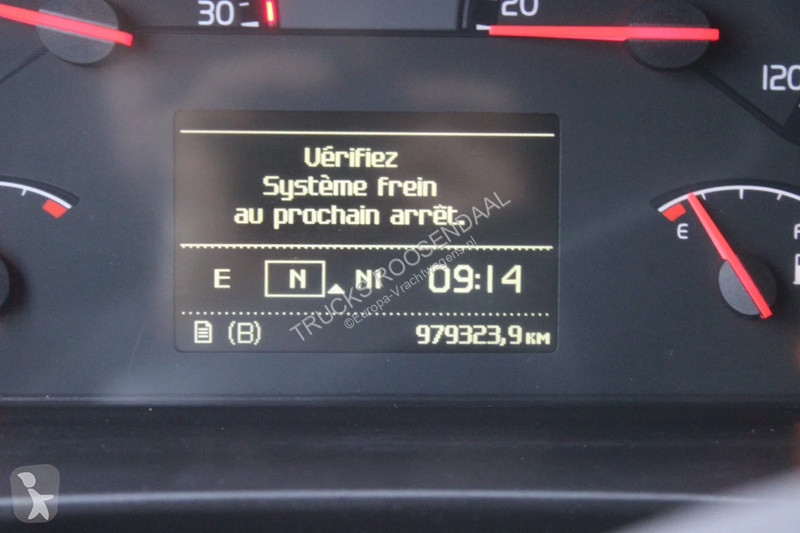 30
20
120
Vérifiez
Système frein
au prochain arrêt.
E
E N N1 09:14
(B) 979323,9 KM
TRUCKS ROOSENDAAL
©Europa-Vrachtwagens.nl